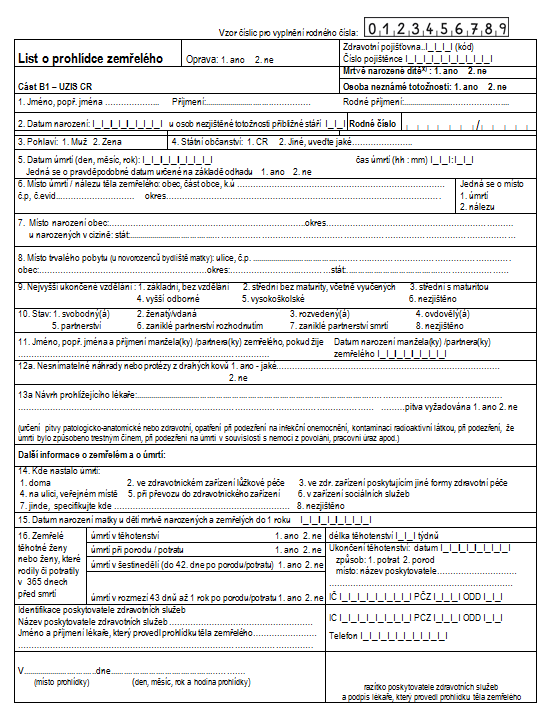 Vzor číslic pro vyplnění rodného čísla: 0 1 2 3 4 5 6 7 8 9
List o prohlídce zemřelého
Oprava: 1. ano 2. ne
Zdravotní pojišťovna..I_I_I_I (kód)
Číslo pojištěnce I_I_I_I_I_I_I_I_I_I_I
Mrtvě narozené dítě x) : 1. ano 2. ne
Část B1 – UZIS CR
Osoba neznámé totožnosti: 1. ano 2. ne
1. Jméno, popř. jména ………………… Příjmení:……………………………… Rodné příjmení:……………………………
2. Datum narození: I_I_I_I_I_I_I_I_I u osob nezjištěné totožnosti přibližné stáří I_I_I_I Rodné číslo /
3. Pohlaví: 1. Muž 2. Žena
4. Státní občanství: 1. ČR 2. Jiné, uveďte jaké…………………
5. Datum úmrtí (den, měsíc, rok): I_I_I_I_I_I_I_I_I čas úmrtí (hh : mm) I_I_I:I_I_I
Jedná se o pravděpodobné datum určené na základě odhadu 1. ano 2. ne
6. Místo úmrtí / nálezu těla zemřelého: obec, část obce, k.ú ………………………………………
č.p, č.evid………………………… okres……………………………………………………
Jedná se o místo
1. úmrtí
2. nálezu
7. Místo narození obec:………………………………………………okres……………………………………………
u narozených v cizině: stát:……………………………………………………………………………………
8. Místo trvalého pobytu (u novorozenců bydliště matky): ulice, č.p. ……………………………………………
obec:……………………………………………okres:……………………………stát:……………………………
9. Nejvyšší ukončené vzdělání : 1. základní, bez vzdělání 2. střední bez maturity, včetně vyučených 3. střední s maturitou
4. vyšší odborné 5. vysokoškolské 6. nezjištěno
10. Stav: 1. svobodný(á) 2. ženatý/vdaná 3. rozvedený(á) 4. ovdovělý(á)
5. partnerství 6. zaniklé partnerství rozhodnutím 7. zaniklé partnerství smrtí 8. nezjištěno
11. Jméno, popř. jména a příjmení manžela(ky) /partnera(ky) zemřelého, pokud žije Datum narození manžela(ky) /partnera(ky)
……………………………………………………………………… zemřelého I_I_I_I_I_I_I_I_I
12a. Nesnímatelné náhrady nebo protézy z drahých kovů 1. ano - jaké……………………………………………
2. ne
13a Návrh prohlížejícího lékaře:……………………………………………………………………………………
……………………………………………………………………………… ……pitva vyžadována 1. ano 2. ne
(určení pitvy patologicko-anatomické nebo zdravotní, opatření při podezření na infekční onemocnění, kontaminaci radioaktivní látkou, při podezření, že
úmrtí bylo způsobeno trestným činem, při podezření na úmrtí v souvislosti s nemocí z povolání, pracovní úraz apod.)
Další informace o zemřelém a o úmrtí:
14. Kde nastalo úmrtí:
1. doma 2. ve zdravotnickém zařízení lůžkové péče 3. ve zdr. zařízení poskytujícím jiné formy zdravotní péče
4. na ulici, veřejném místě 5. při převozu do zdravotnického zařízení 6. v zařízení sociálních služeb
7. jinde, specifikujte kde ……………………………………………… 8. nezjištěno
15. Datum narození matky u dětí mrtvě narozených a zemřelých do 1 roku I_I_I_I_I_I_I_I_I
16. Zemřelé
těhotné ženy
nebo ženy, které
rodily či potratily
v 365 dnech
před smrtí
úmrtí v těhotenství 1. ano 2. ne
úmrtí při porodu / potratu 1. ano 2. ne
úmrtí v šestinedělí (do 42. dne po porodu/potratu) 1. ano 2. ne
úmrtí v rozmezí 43 dnů až 1 rok po porodu/potratu 1. ano 2. ne
délka těhotenství I_I_I týdnů
Ukončení těhotenství: datum I_I_I_I_I_I_I_I_I
způsob: 1. potrat 2. porod
místo: název poskytovatele……………………
……………………………………………………
IČ I_I_I_I_I_I_I_I_I PČZ I_I_I_I ODD I_I_I
Identifikace poskytovatele zdravotních služeb
Název poskytovatele zdravotních služeb ……………………………………………
Jméno a příjmení lékaře, který provedl prohlídku těla zemřelého………………………
……………………………………………………………………………………
IČ I_I_I_I_I_I_I_I_I PČZ I_I_I_I ODD I_I_I
Telefon I_I_I_I_I_I_I_I_I_I
V…………………………dne……………………………………………
(místo prohlídky) (den, měsíc, rok a hodina prohlídky)
razítko poskytovatele zdravotních služeb
a podpis lékaře, který provedl prohlídku těla zemřelého